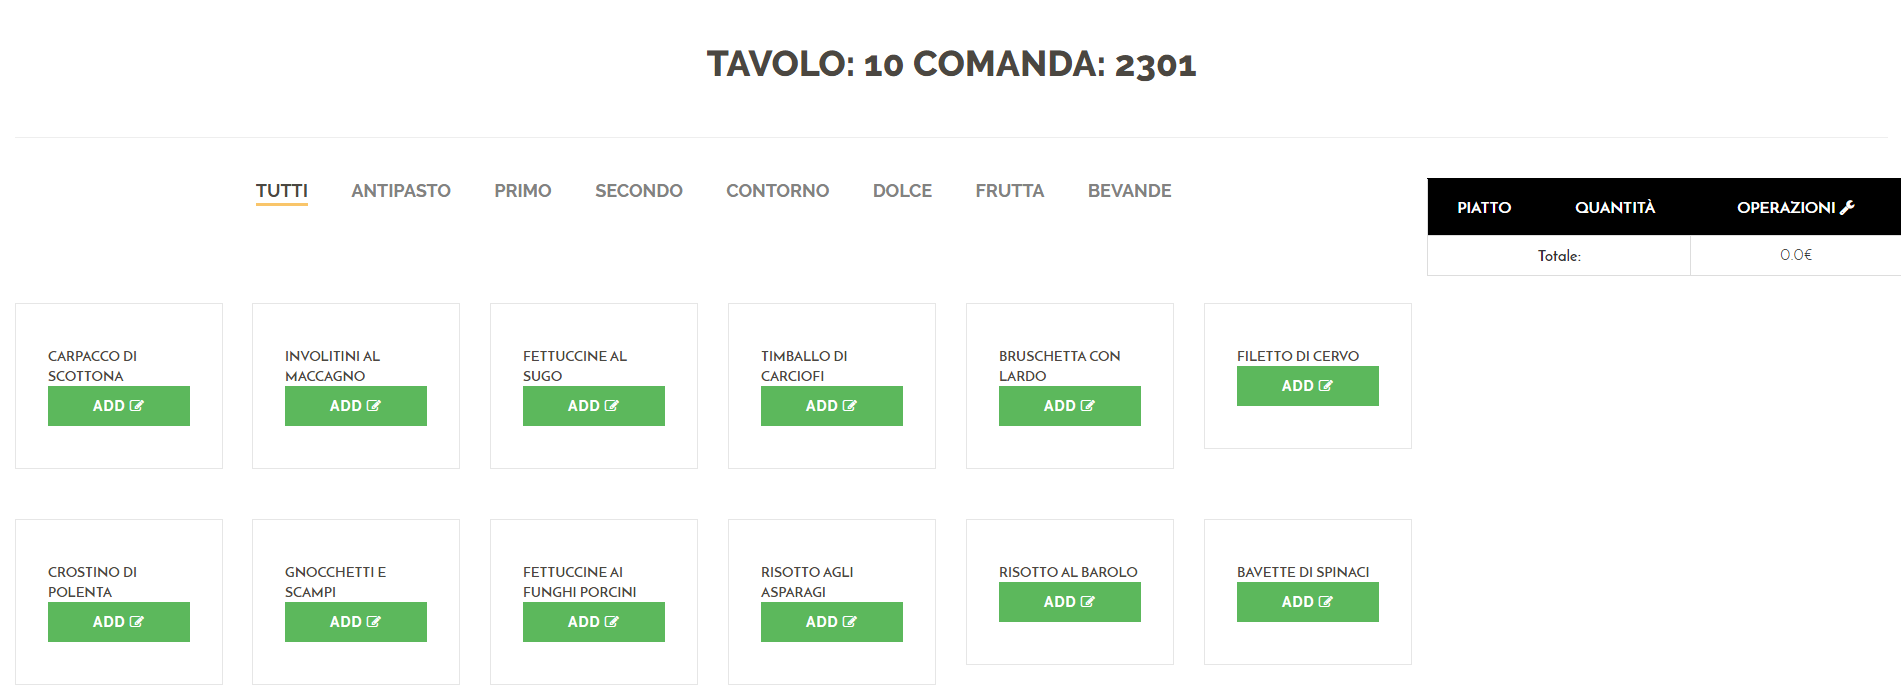 TAVOLO: 10 COMANDA: 2301
TUTTI ANTIPASTO PRIMO SECONDO CONTORNO DOLCE FRUTTA BEVANDE
PIATTO QUANTITÀ OPERAZIONI
Totale: 0.0€
CARPACCO DI
SCOTTONA
ADD
INVOLITINI AL
MACCAGNO
ADD
FETTUCCINE AL
SUGO
ADD
TIMBALLO DI
CARCIOFI
ADD
BRUSCHETTA CON
LARDO
ADD
FILETTO DI CERVO
ADD
CROSTINO DI
POLENTA
ADD
GNOCCHETTI E
SCAMPI
ADD
FETTUCCINE AI
FUNGHI PORCINI
ADD
RISOTTO AGLI
ASPARAGI
ADD
RISOTTO AL BAROLO
ADD
BAVETTE DI SPINACI
ADD